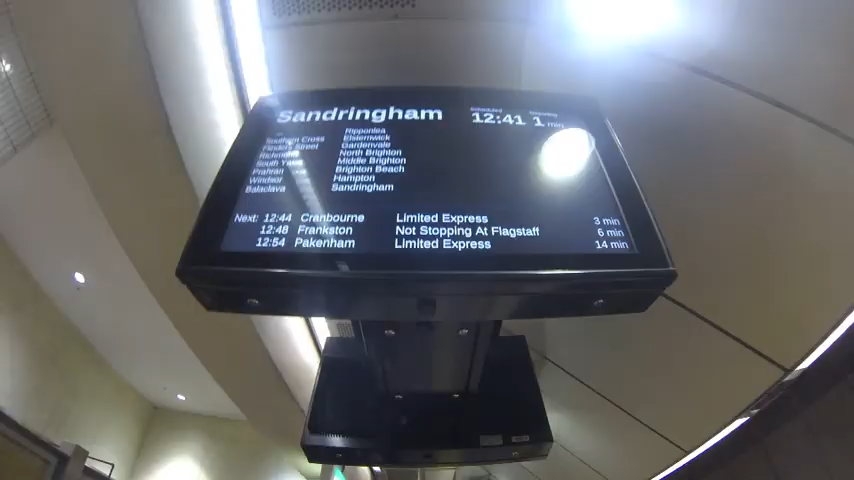 Sandringham
Scheduled Departing
12:41 1 min
Southern Cross
Flinders Street
Richmond
South Yarra
Prahran
Windsor
Balaclava
Ripponlea
Elsternwick
Gardenvale
North Brighton
Middle Brighton
Brighton Beach
Hampton
Sandringham
Next: 12:44 Cranbourne Limited Express 3 min
12:48 Frankston Not Stopping At Flagstaff 6 min
12:54 Pakenham Limited Express 14 min